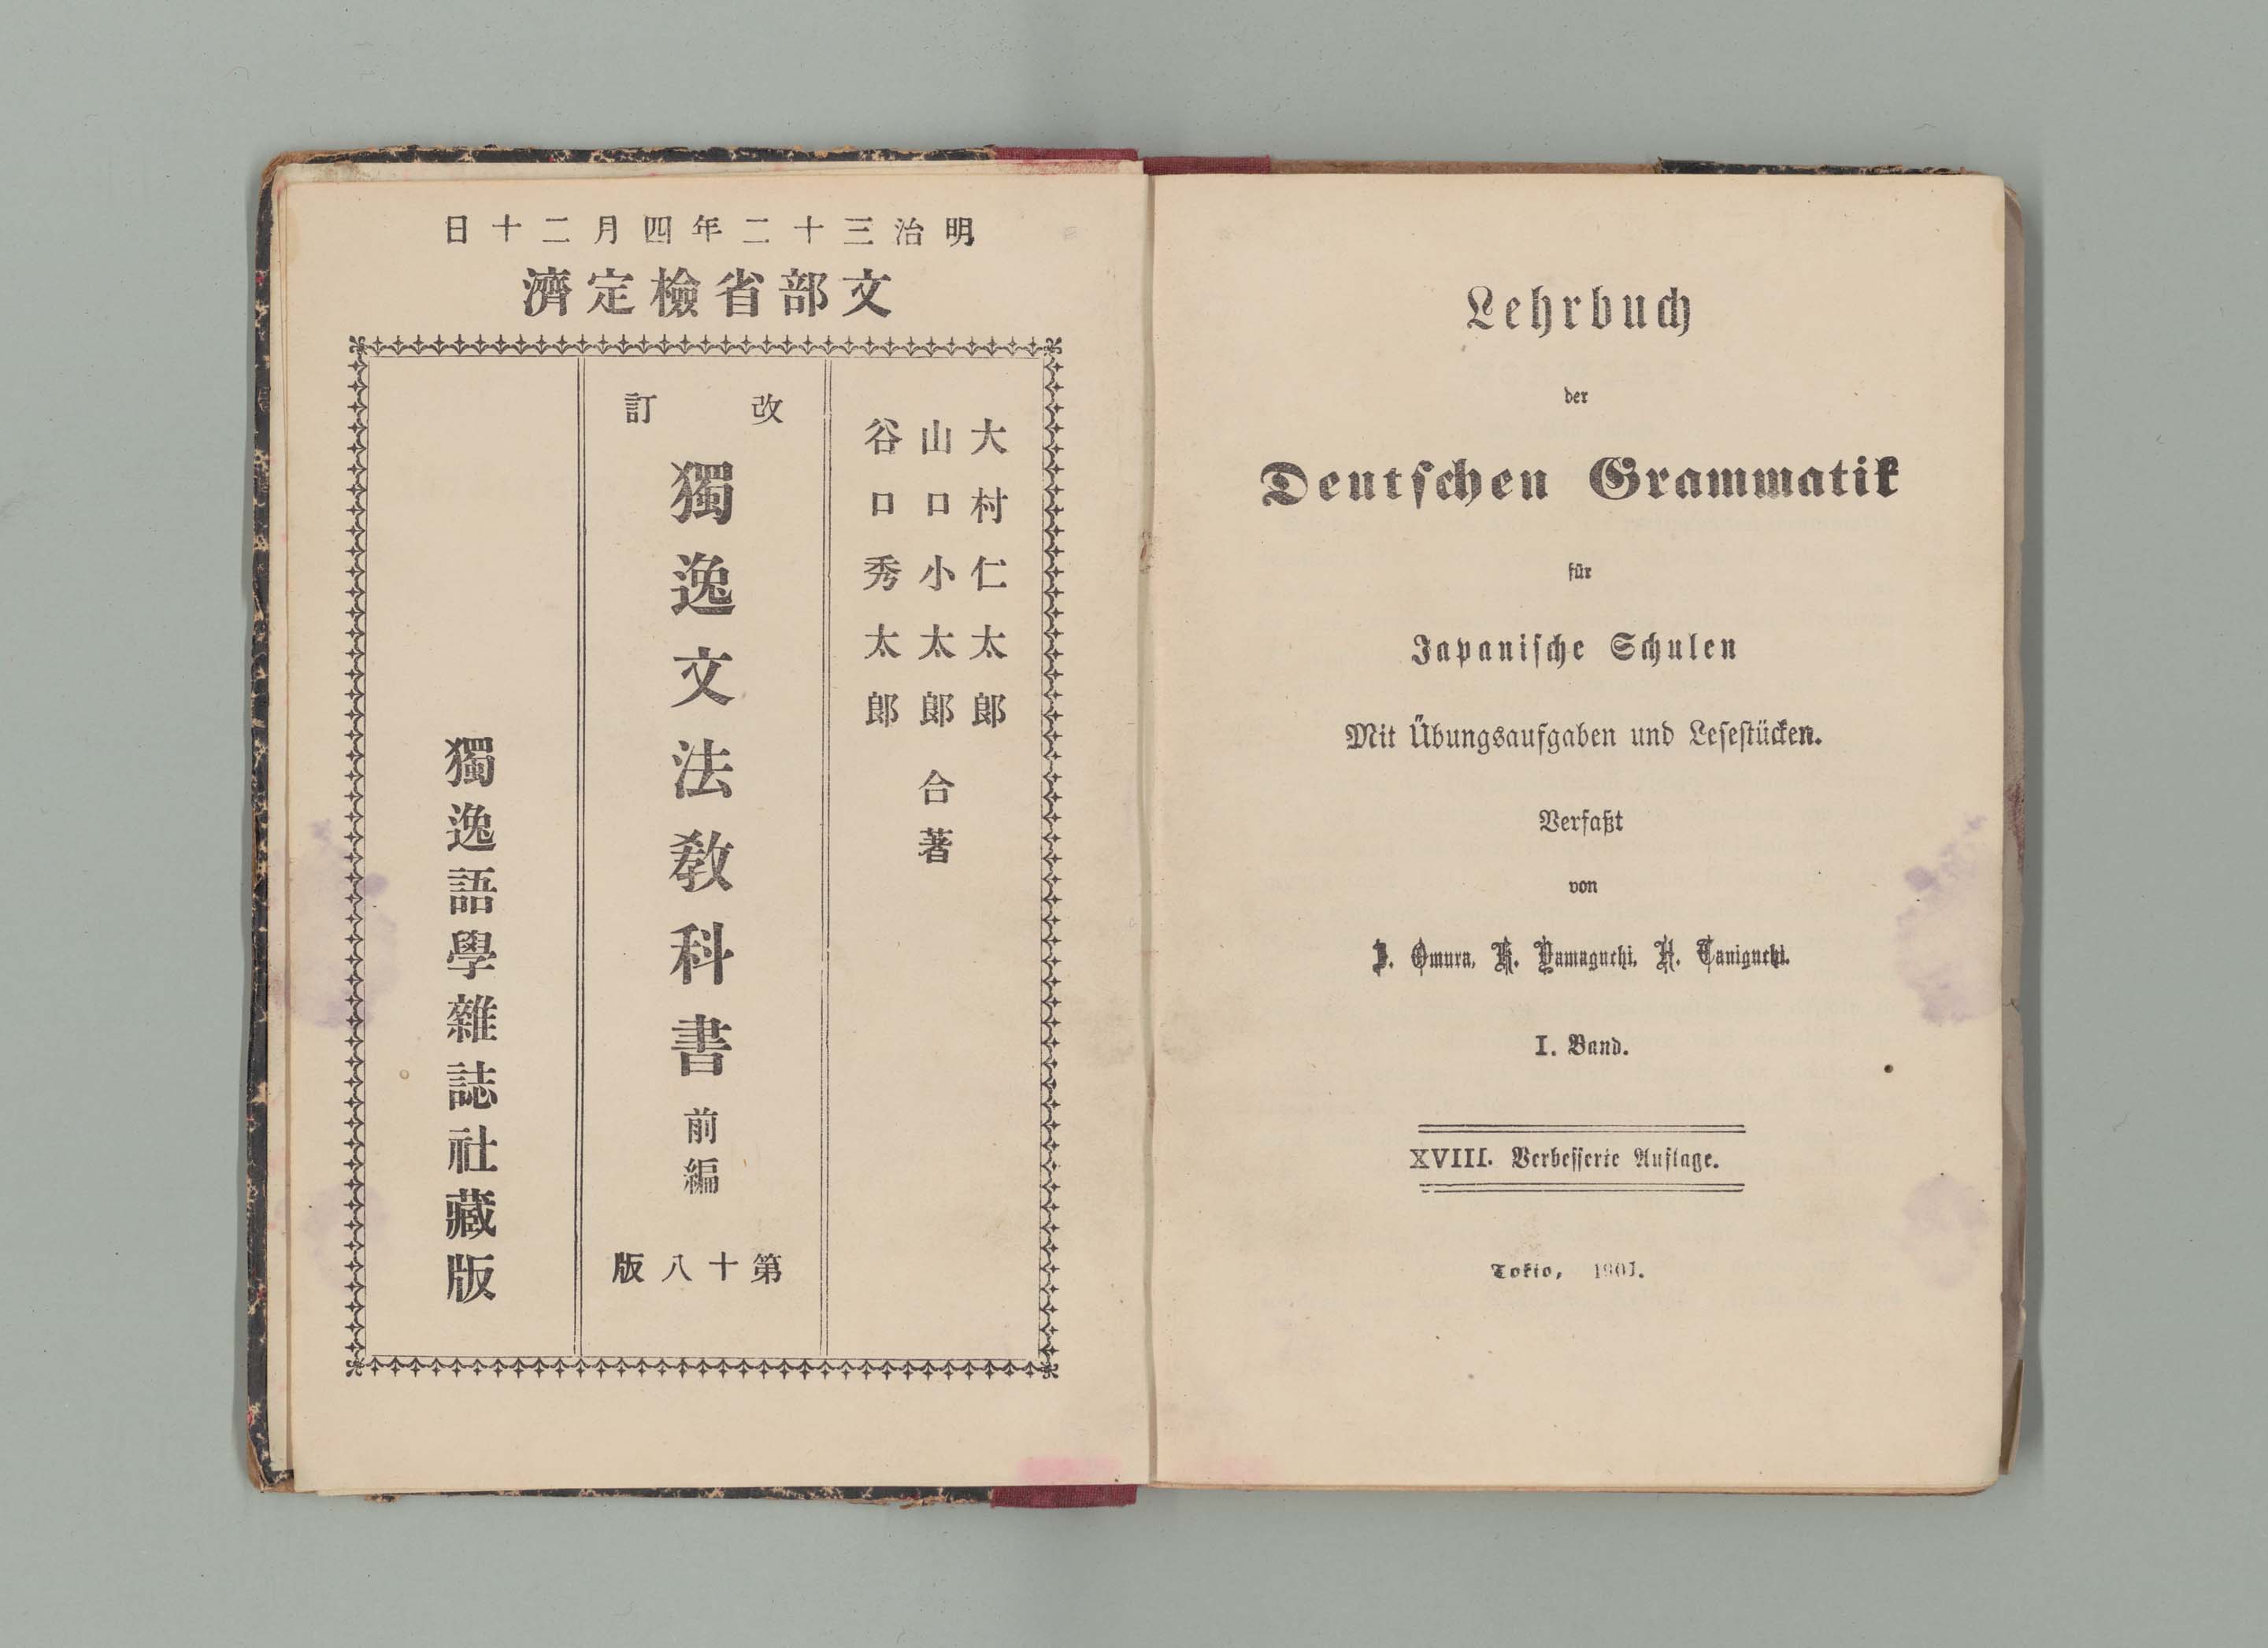 明治三十二年四月二十日
文部省檢定濟
大村仁太郎
山口小太郎
谷口秀太郎
合著
改訂
獨逸文法教科書
前編
第十八版
獨逸語學雜誌社藏版
Lehrbuch
der
Deutschen Grammatik
für
Japanische Schulen
Mit Übungsaufgaben und Lesestücken.
Verfaßt
von
J. Omura, K. Yamaguchi, H. Taniguchi.
I. Band.
XVIII. Verbesserte Auflage.
Tokio, 1901.